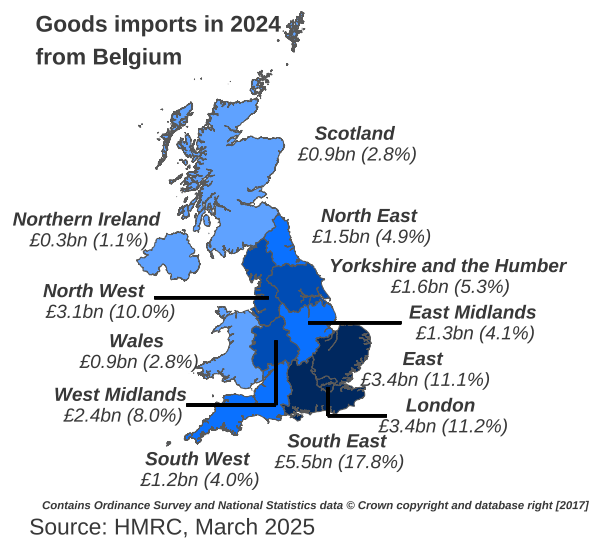 Goods imports in 2024
from Belgium
Scotland
£0.9bn (2.8%)
Northern Ireland
£0.3bn (1.1%)
North East
£1.5bn (4.9%)
Yorkshire and the Humber
£1.6bn (5.3%)
North West
£3.1bn (10.0%)
East Midlands
£1.3bn (4.1%)
Wales
£0.9bn (2.8%)
East
£3.4bn (11.1%)
West Midlands
£2.4bn (8.0%)
London
£3.4bn (11.2%)
South East
£5.5bn (17.8%)
South West
£1.2bn (4.0%)
Contains Ordinance Survey and National Statistics data © Crown copyright and database right [2017]
Source: HMRC, March 2025